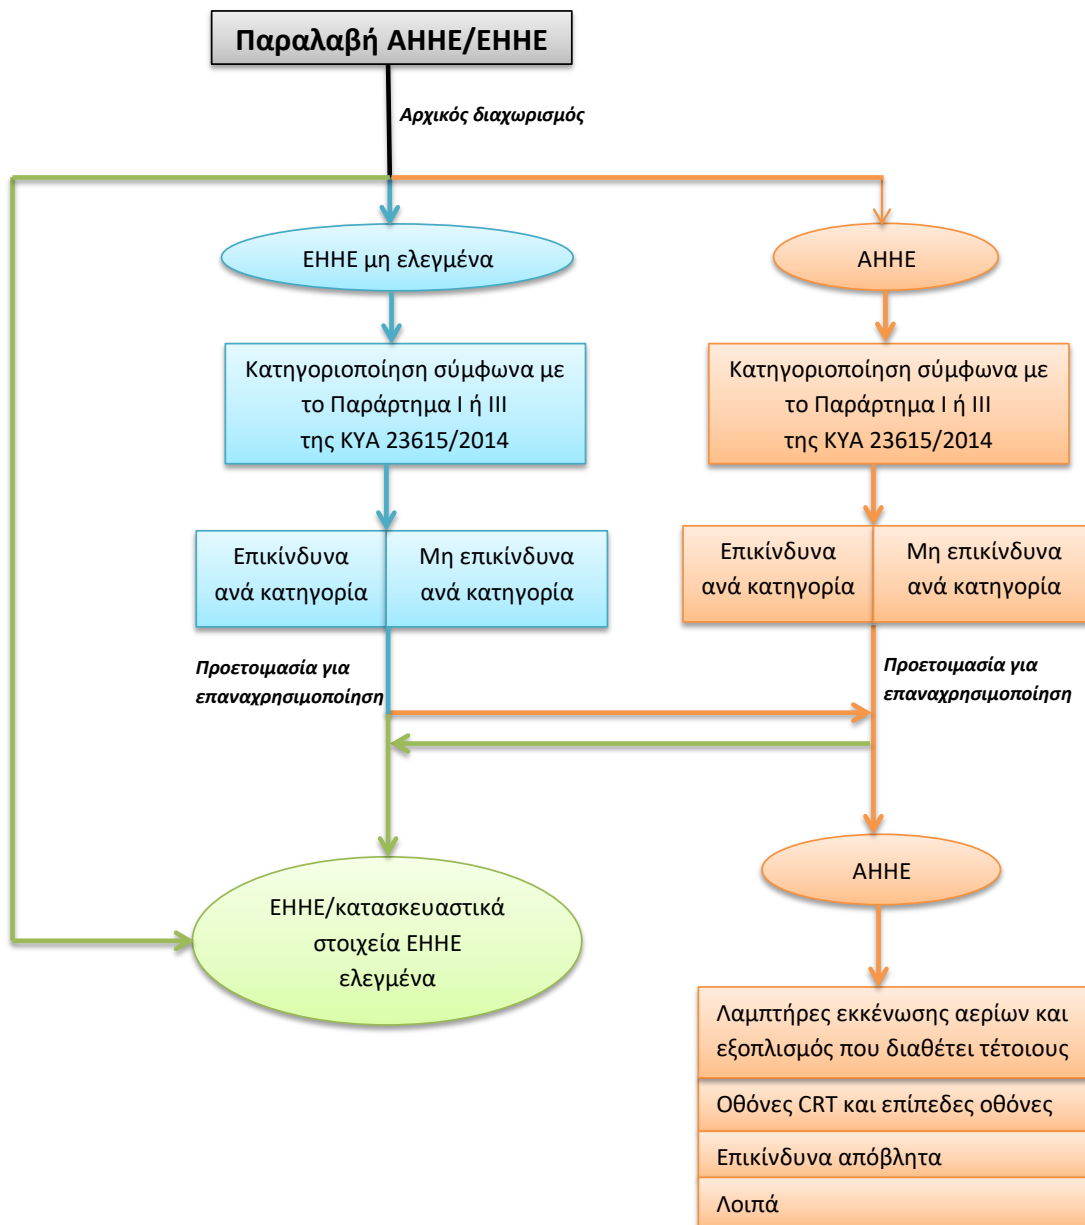 Παραλαβή ΑΗΗΕ/ΕΗΗΕ
Αρχικός διαχωρισμός
ΕΗΗΕ μη ελεγμένα
ΑΗΗΕ
Κατηγοριοποίηση σύμφωνα με
το Παράρτημα Ι ή ΙΙΙ
της ΚΥΑ 23615/2014
Κατηγοριοποίηση σύμφωνα με
το Παράρτημα Ι ή ΙΙΙ
της ΚΥΑ 23615/2014
Επικίνδυνα
ανά κατηγορία
Μη επικίνδυνα
ανά κατηγορία
Επικίνδυνα
ανά κατηγορία
Μη επικίνδυνα
ανά κατηγορία
Προετοιμασία για
επαναχρησιμοποίηση
Προετοιμασία για
επαναχρησιμοποίηση
ΕΗΗΕ/κατασκευαστικά
στοιχεία ΕΗΗΕ
ελεγμένα
ΑΗΗΕ
Λαμπτήρες εκκένωσης αερίων και
εξοπλισμός που διαθέτει τέτοιους
Οθόνες CRT και επίπεδες οθόνες
Επικίνδυνα απόβλητα
Λοιπά